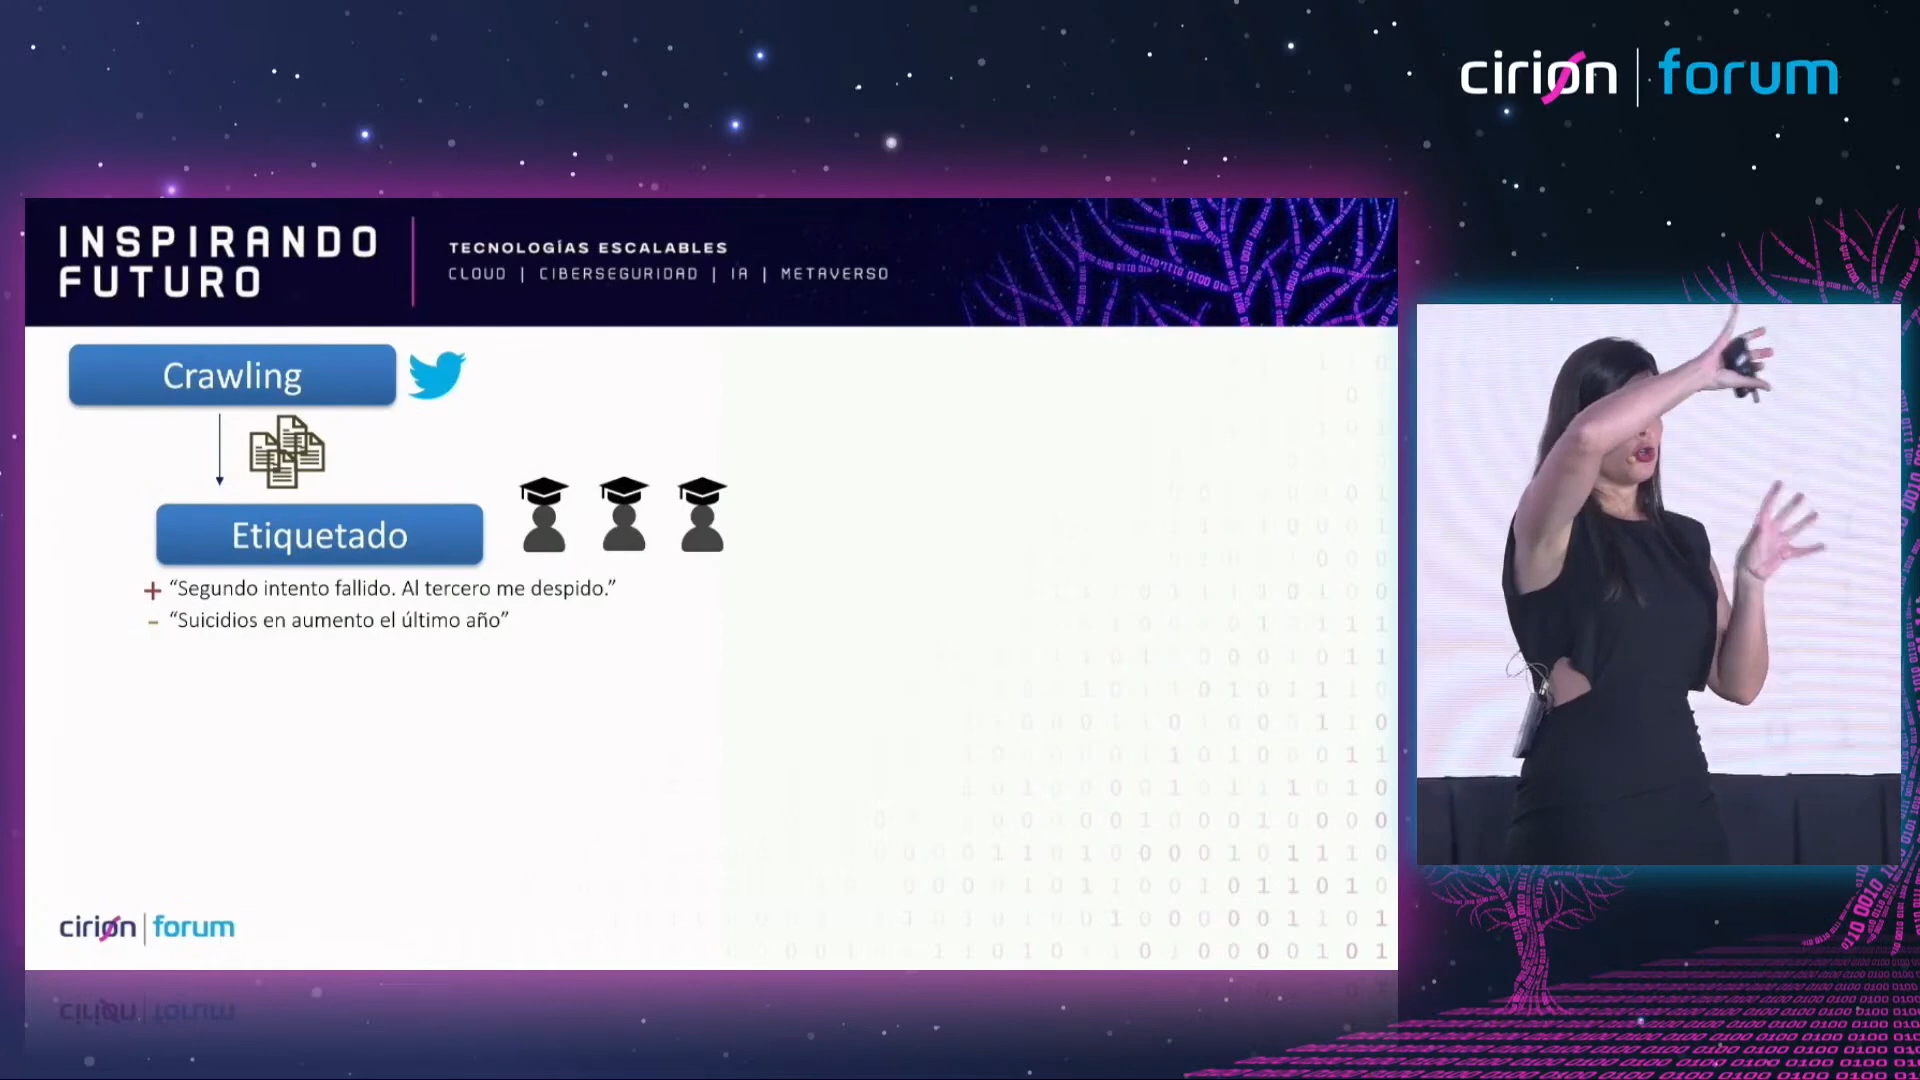 cirion | forum
INSPIRANDO
FUTURO
TECNOLOGÍAS ESCALABLES
CLOUD | CIBERSEGURIDAD | IA | METAVERSO
Crawling
Etiquetado
+ “Segundo intento fallido. Al tercero me despido.”
- “Suicidios en aumento el último año”
cirion | forum